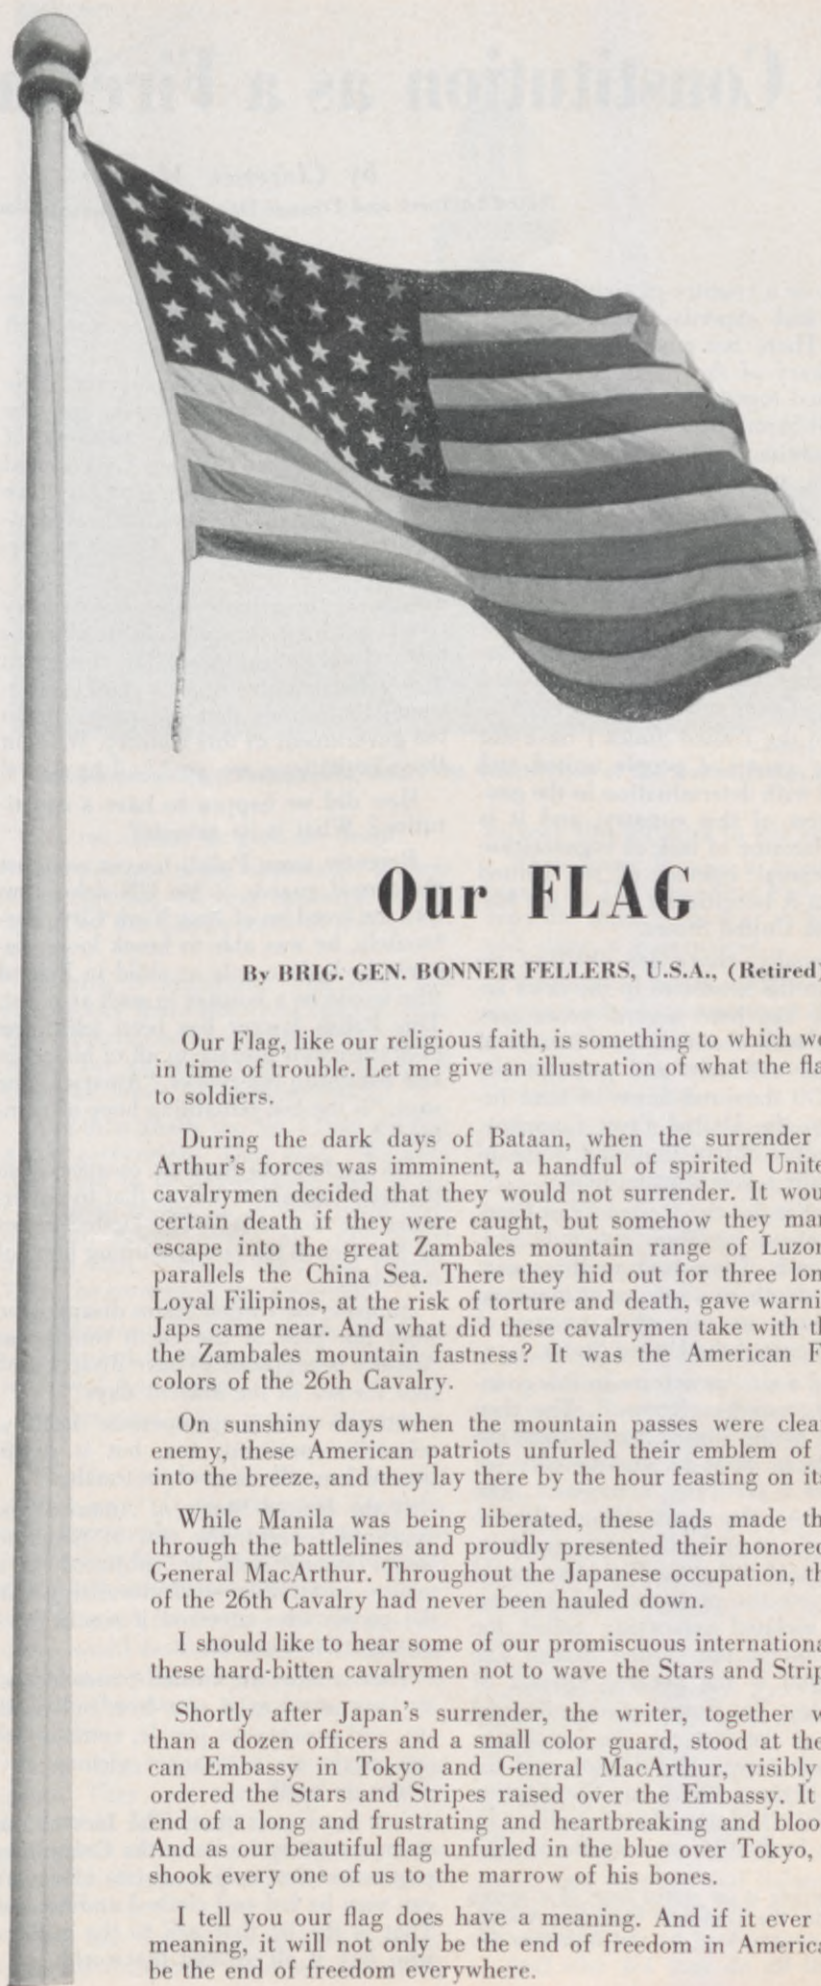 Our FLAG
By BRIG. GEN. BONNER FELLERS, U.S.A., (Retired)
Our Flag, like our religious faith, is something to which we
in time of trouble. Let me give an illustration of what the fla
to soldiers.
During the dark days of Bataan, when the surrender
Arthur's forces was imminent, a handful of spirited Unite
cavalrymen decided that they would not surrender. It wou
certain death if they were caught, but somehow they mar
escape into the great Zambales mountain range of Luzon
parallels the China Sea. There they hid out for three lon
Loyal Filipinos, at the risk of torture and death, gave warni
Japs came near. And what did these cavalrymen take with th
the Zambales mountain fastness? It was the American F
colors of the 26th Cavalry.
On sunshiny days when the mountain passes were clea
enemy, these American patriots unfurled their emblem of
into the breeze, and they lay there by the hour feasting on its
While Manila was being liberated, these lads made th
through the battlelines and proudly presented their honored
General MacArthur. Throughout the Japanese occupation, th
of the 26th Cavalry had never been hauled down.
I should like to hear some of our promiscuous internationa
these hard-bitten cavalrymen not to wave the Stars and Strip
Shortly after Japan's surrender, the writer, together w
than a dozen officers and a small color guard, stood at the
can Embassy in Tokyo and General MacArthur, visibly
ordered the Stars and Stripes raised over the Embassy. It
end of a long and frustrating and heartbreaking and bloo
And as our beautiful flag unfurled in the blue over Tokyo,
shook every one of us to the marrow of his bones.
I tell you our flag does have a meaning. And if it ever
meaning, it will not only be the end of freedom in America
be the end of freedom everywhere.